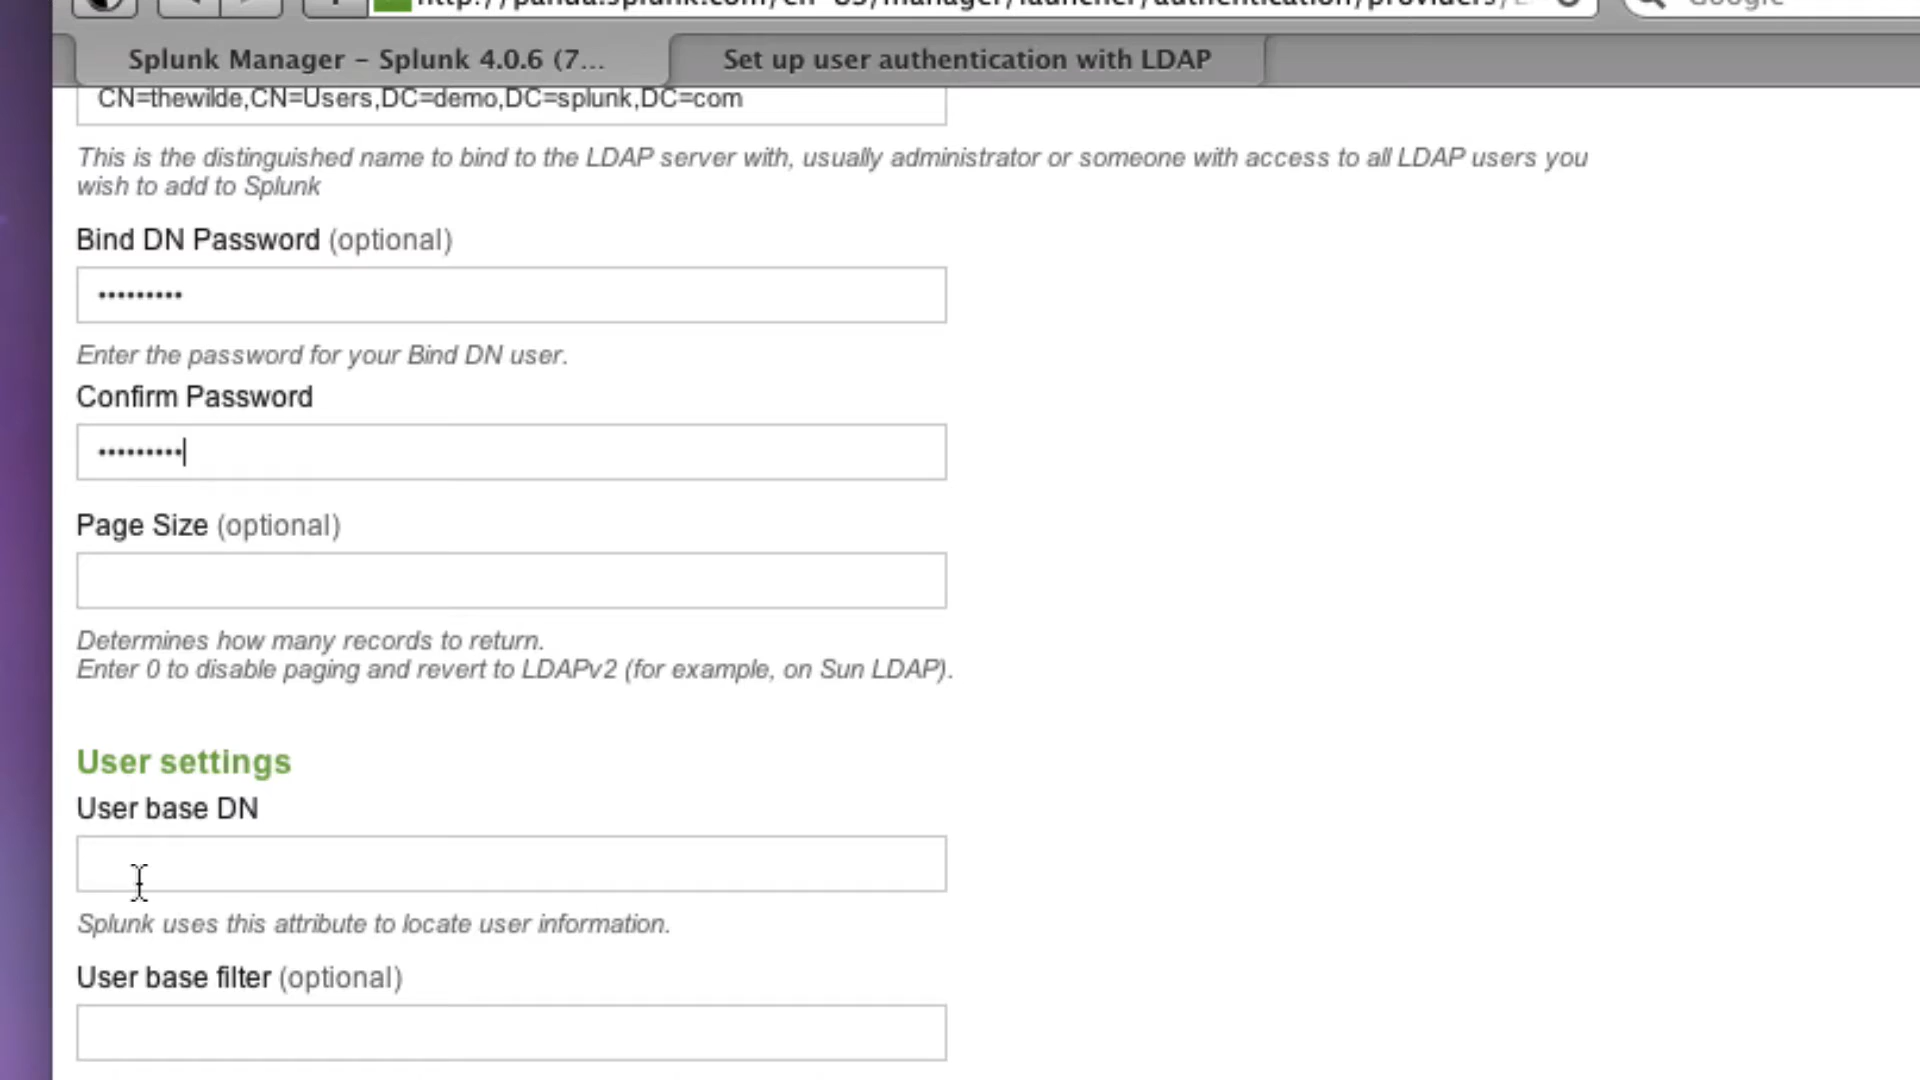 Splunk Manager – Splunk 4.0.6 (7...
Set up user authentication with LDAP
CN=thewilde,CN=Users,DC=demo,DC=splunk,DC=com
This is the distinguished name to bind to the LDAP server with, usually administrator or someone with access to all LDAP users you
wish to add to Splunk
Bind DN Password (optional)
•••••••••
Enter the password for your Bind DN user.
Confirm Password
•••••••••
Page Size (optional)
Determines how many records to return.
Enter 0 to disable paging and revert to LDAPv2 (for example, on Sun LDAP).
User settings
User base DN
Splunk uses this attribute to locate user information.
User base filter (optional)